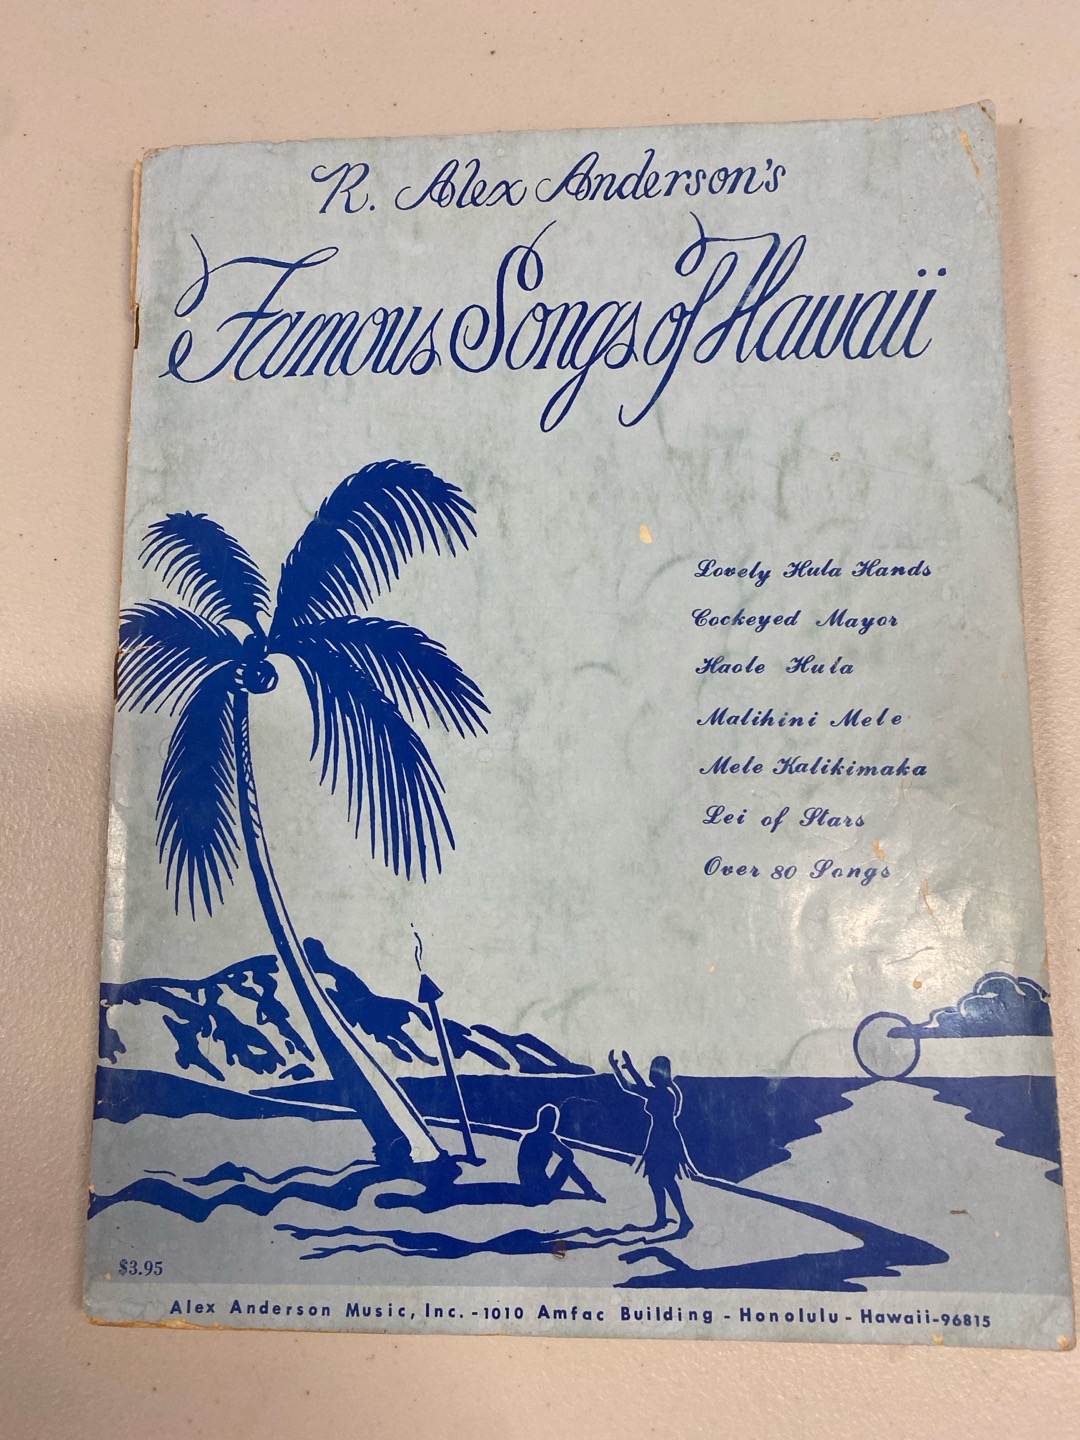 R. Alex Anderson's
Famous Songs of Hawaii
Lovely Hula Hands
Cockeyed Mayor
Haole Hula
Malihini Mele
Mele Kalikimaka
Lei of Stars
Over 80 Songs
$3.95
Alex Anderson Music, Inc. - 1010 Amfac Building - Honolulu - Hawaii-96815